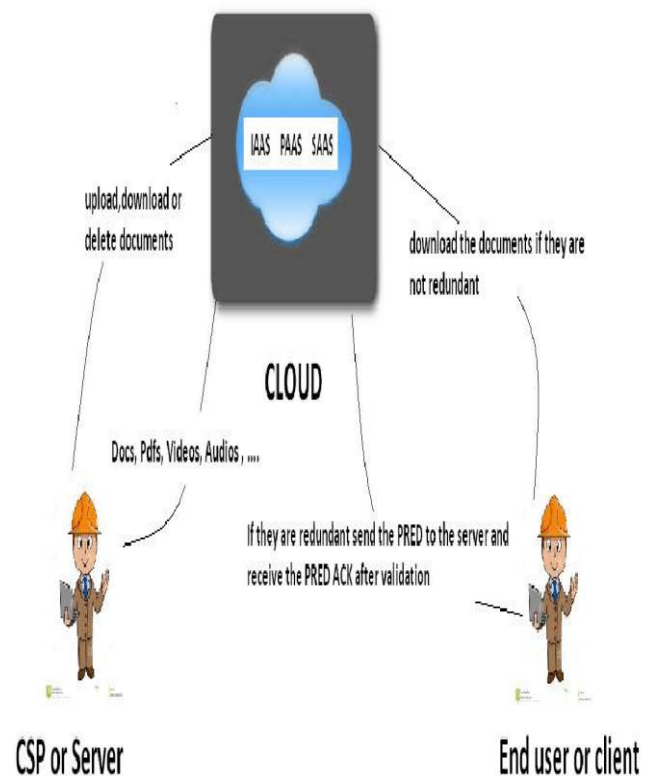 IAAS PAAS SAAS
upload,download or
delete documents
download the documents if they are
not redundant
CLOUD
Docs, Pdfs, Videos, Audios , ....
If they are redundant send the PRED to the server and
receive the PRED ACK after validation
CSP or Server
End user or client